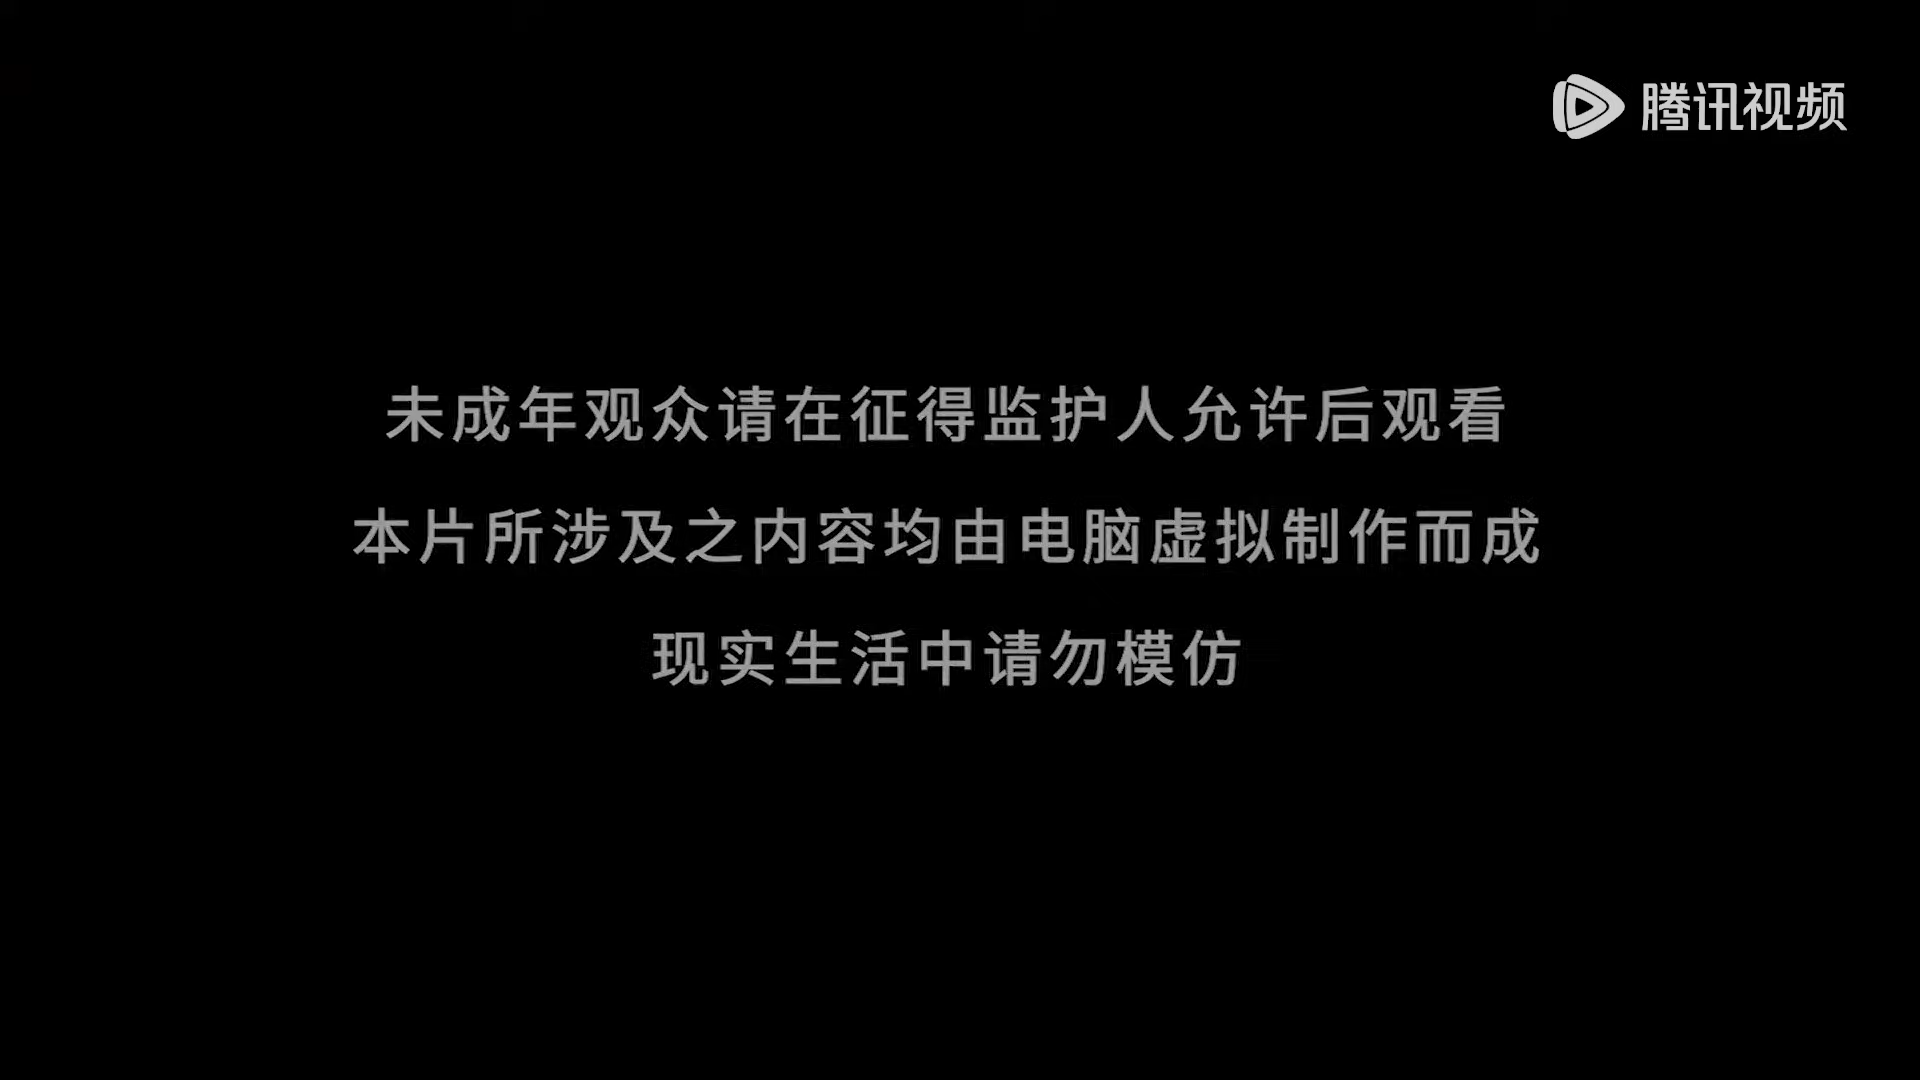 腾讯视频
未成年观众请在征得监护人允许后观看
本片所涉及之内容均由电脑虚拟制作而成
现实生活中请勿模仿